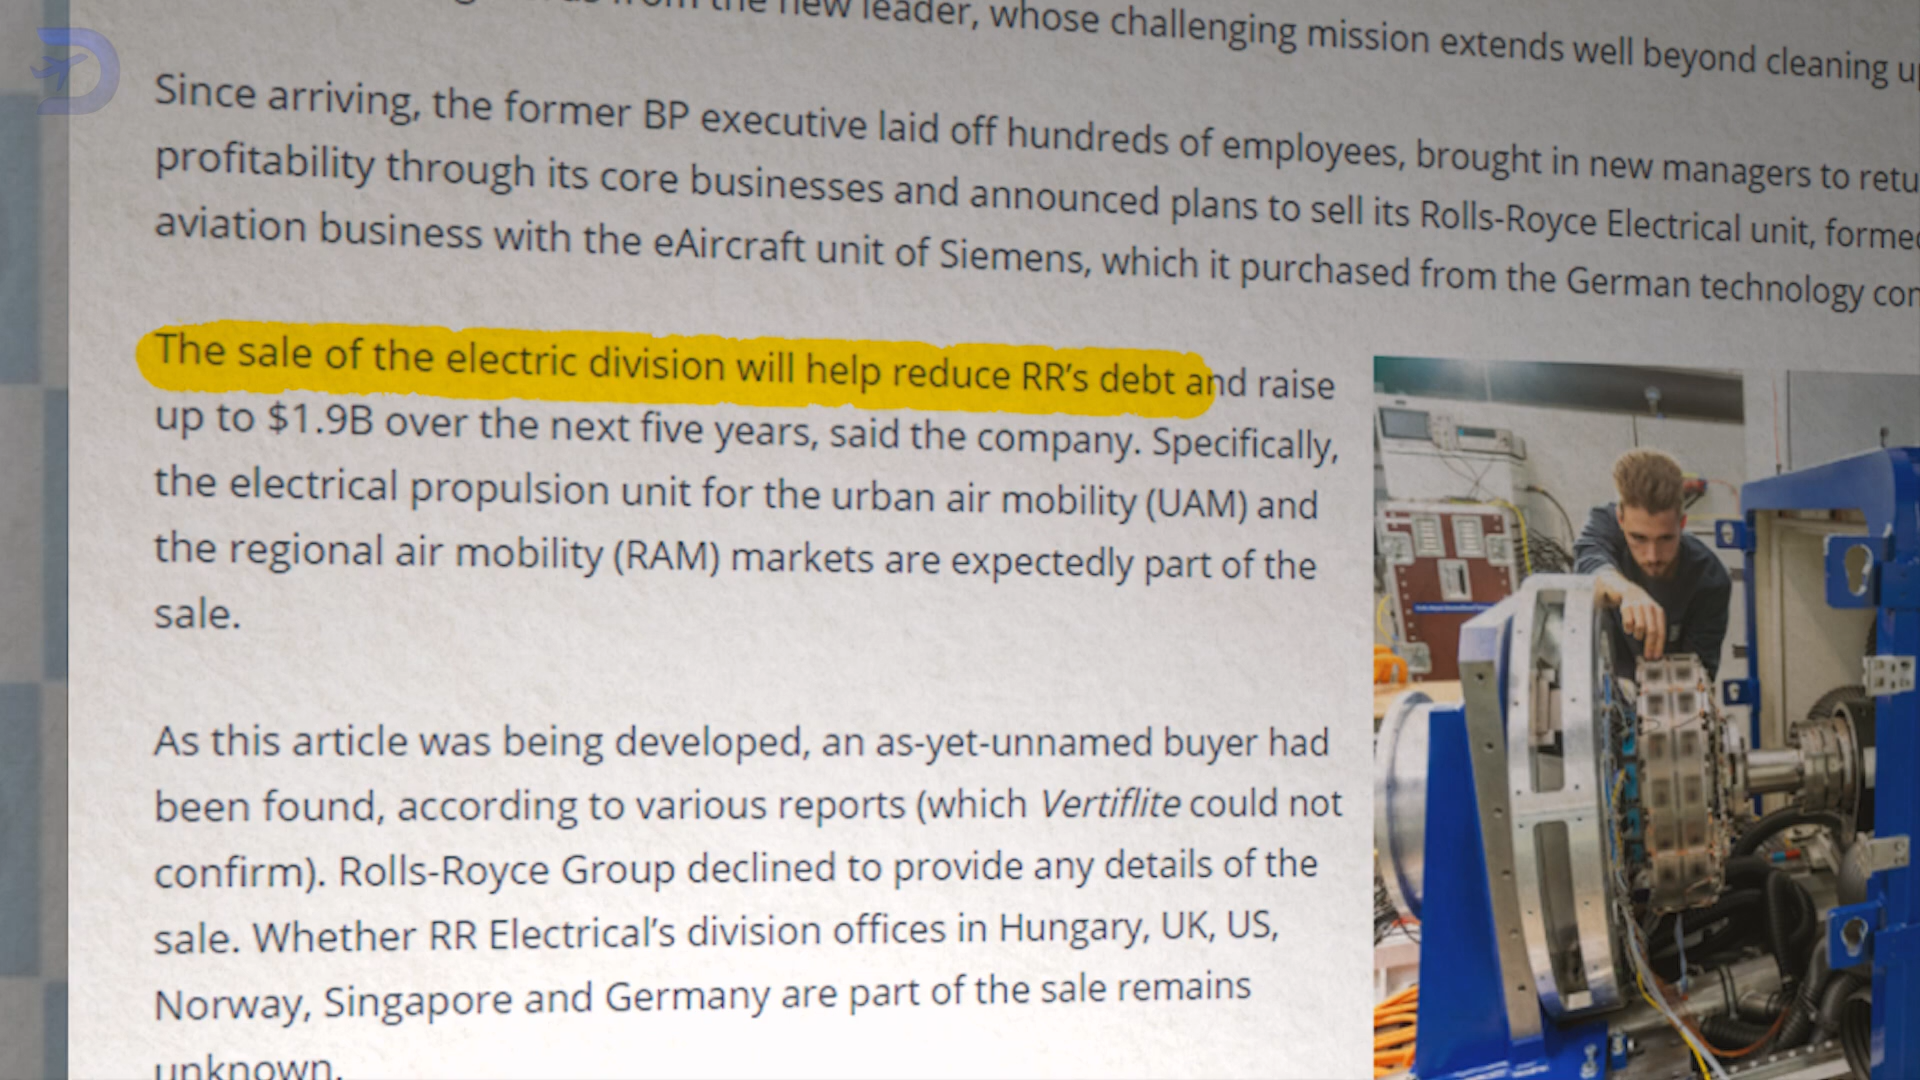 the new leader, whose challenging mission extends well beyond cleaning
Since arriving, the former BP executive laid off hundreds of employees, brought in new managers to
profitability through its core businesses and announced plans to sell its Rolls-Royce Electrical unit,
aviation business with the eAircraft unit of Siemens, which it purchased from the German technology
The sale of the electric division will help reduce RR's debt and raise
up to $1.9B over the next five years, said the company. Specifically,
the electrical propulsion unit for the urban air mobility (UAM) and
the regional air mobility (RAM) markets are expectedly part of the
sale.
As this article was being developed, an as-yet-unnamed buyer had
been found, according to various reports (which Vertiflite could not
confirm). Rolls-Royce Group declined to provide any details of the
sale. Whether RR Electrical's division offices in Hungary, UK, US,
Norway, Singapore and Germany are part of the sale remains
unknown.